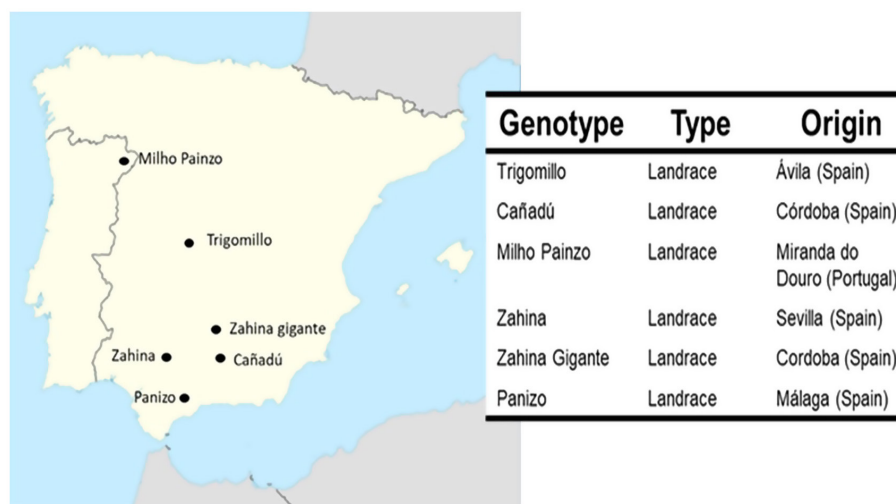 Milho Painzo
Trigomillo
Zahina gigante
Zahina
Cañadú
Panizo
Genotype Type Origin
Trigomillo Landrace Ávila (Spain)
Cañadú Landrace Córdoba (Spain)
Milho Painzo Landrace Miranda do
Douro (Portugal)
Zahina Landrace Sevilla (Spain)
Zahina Gigante Landrace Cordoba (Spain)
Panizo Landrace Málaga (Spain)